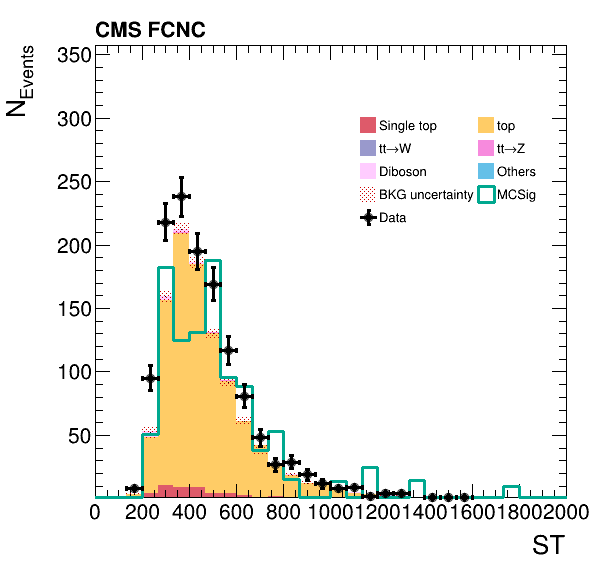 CMS FCNC
N_Events
350
300
250
200
150
100
50
Single top
top
tt→W
tt→Z
Diboson
Others
BKG uncertainty
MCSig
Data
0 200 400 600 800 1000 1200 1400 1600 1800 2000
ST